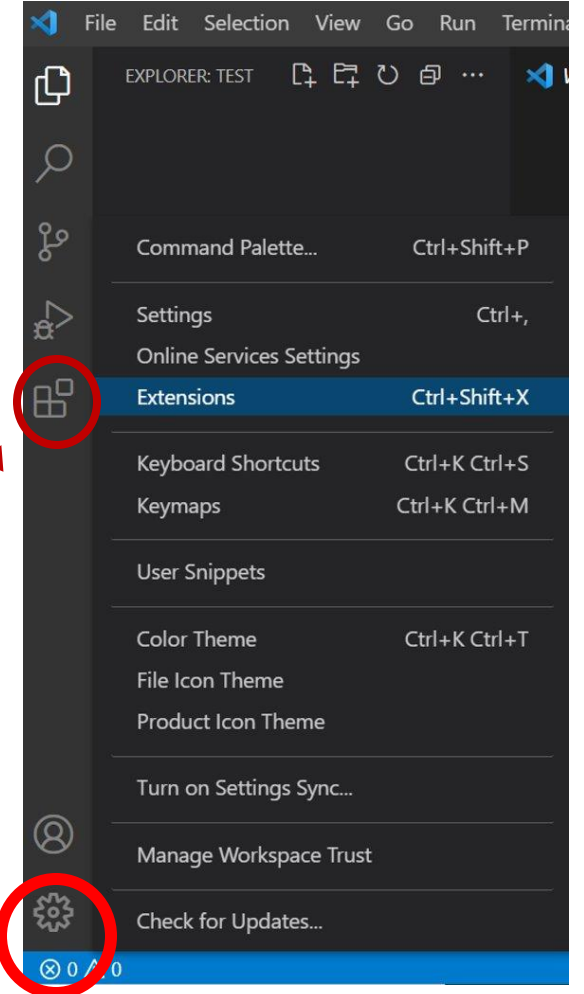 File Edit Selection View Go Run Termina
EXPLORER: TEST
Command Palette... Ctrl+Shift+P
Settings Ctrl+,
Online Services Settings
Extensions Ctrl+Shift+X
Keyboard Shortcuts Ctrl+K Ctrl+S
Keymaps Ctrl+K Ctrl+M
User Snippets
Color Theme Ctrl+K Ctrl+T
File Icon Theme
Product Icon Theme
Turn on Settings Sync...
Manage Workspace Trust
Check for Updates...
0 0